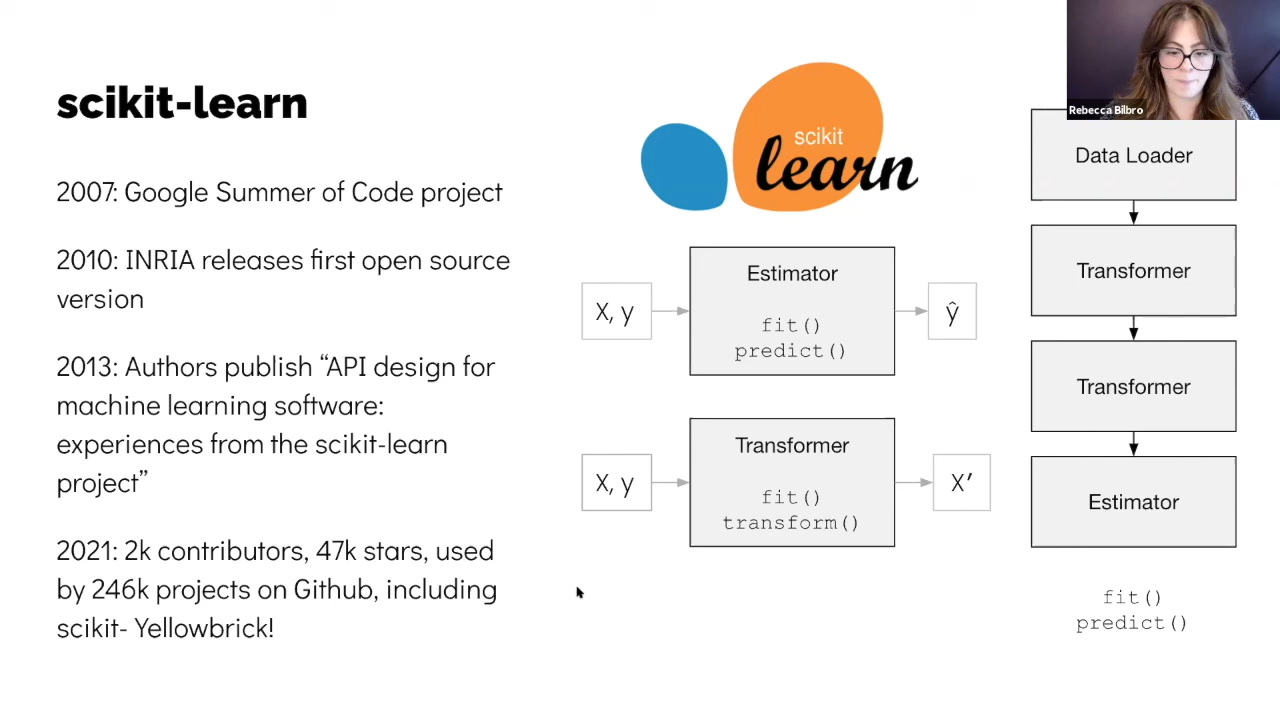 scikit-learn
2007: Google Summer of Code project
2010: INRIA releases first open source
version
2013: Authors publish “API design for
machine learning software:
experiences from the scikit-learn
project”
2021: 2k contributors, 47k stars, used
by 246k projects on Github, including
scikit- Yellowbrick!
scikit
learn
X, y
Estimator
fit()
predict()
ŷ
X, y
Transformer
fit()
transform()
X′
Rebecca Bilbro
Data Loader
Transformer
Transformer
Estimator
fit()
predict()